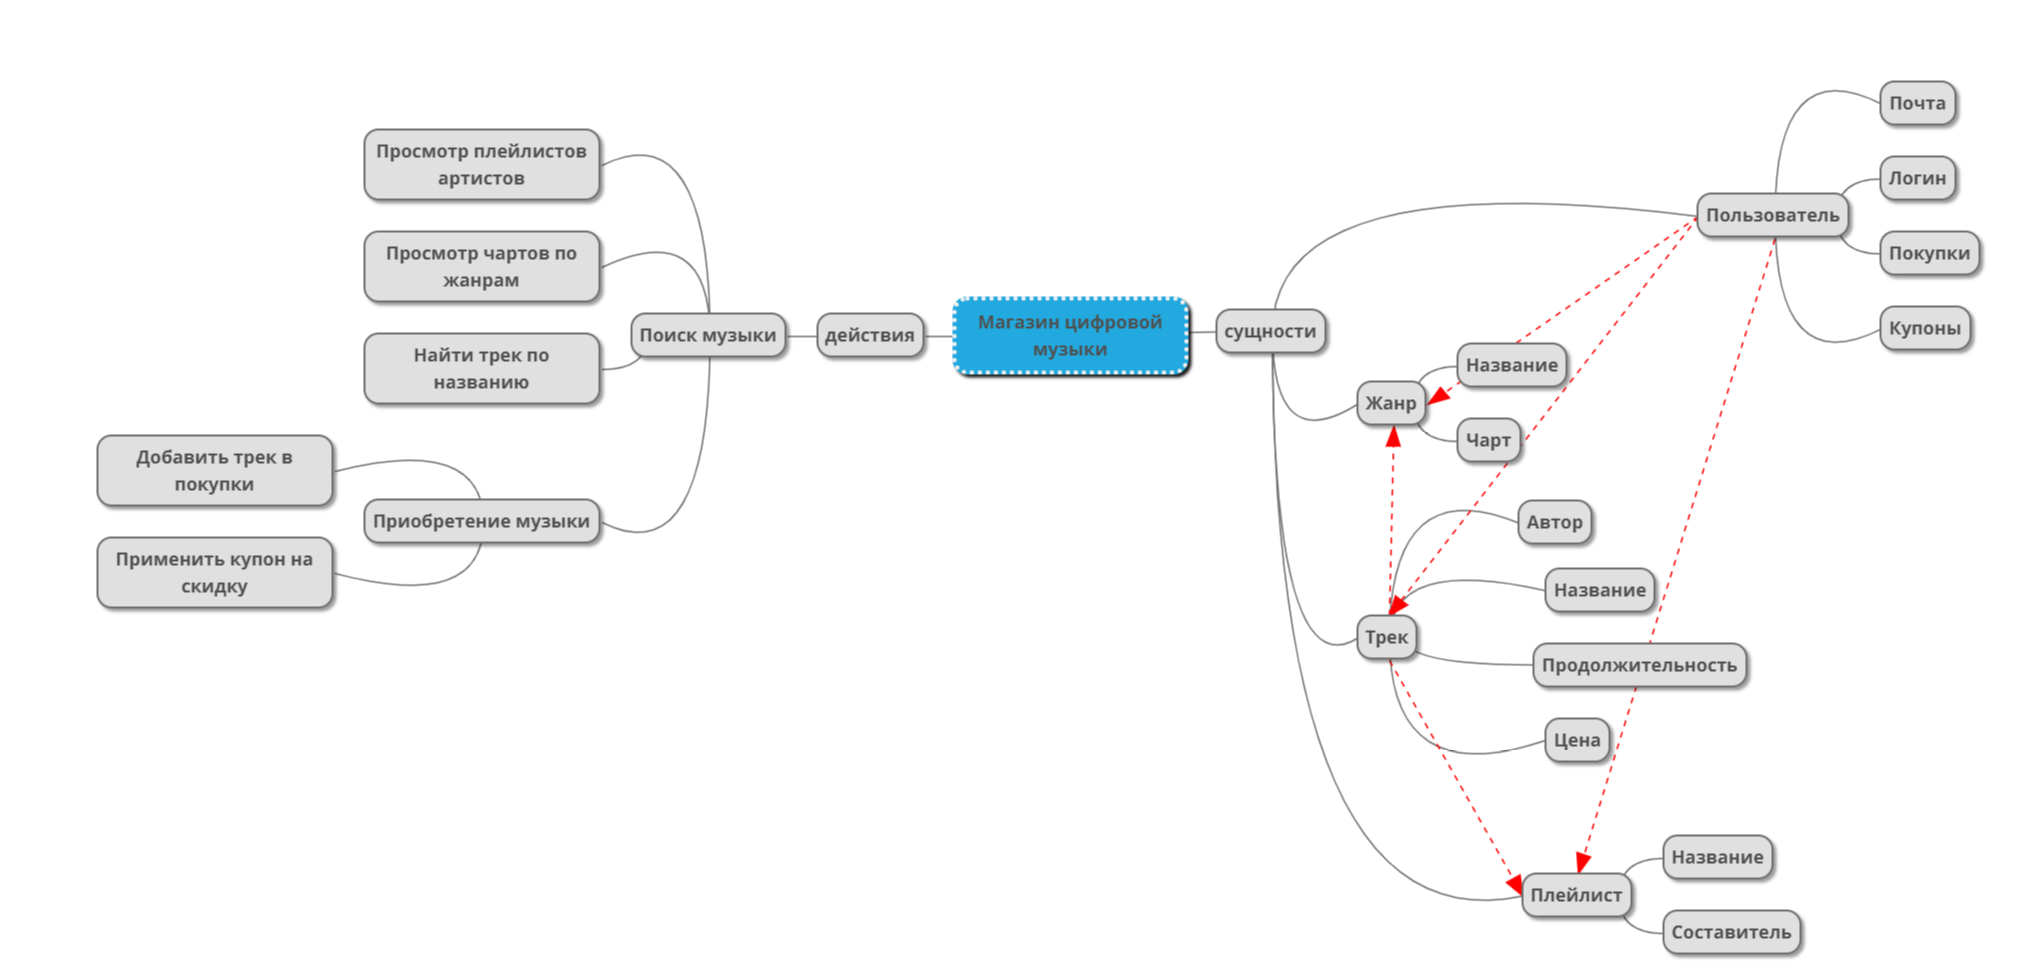 Магазин цифровой
музыки
действия
Поиск музыки
Просмотр плейлистов
артистов
Просмотр чартов по
жанрам
Найти трек по
названию
Приобретение музыки
Добавить трек в
покупки
Применить купон на
скидку
сущности
Пользователь
Почта
Логин
Покупки
Купоны
Жанр
Название
Чарт
Трек
Автор
Название
Продолжительность
Цена
Плейлист
Название
Составитель